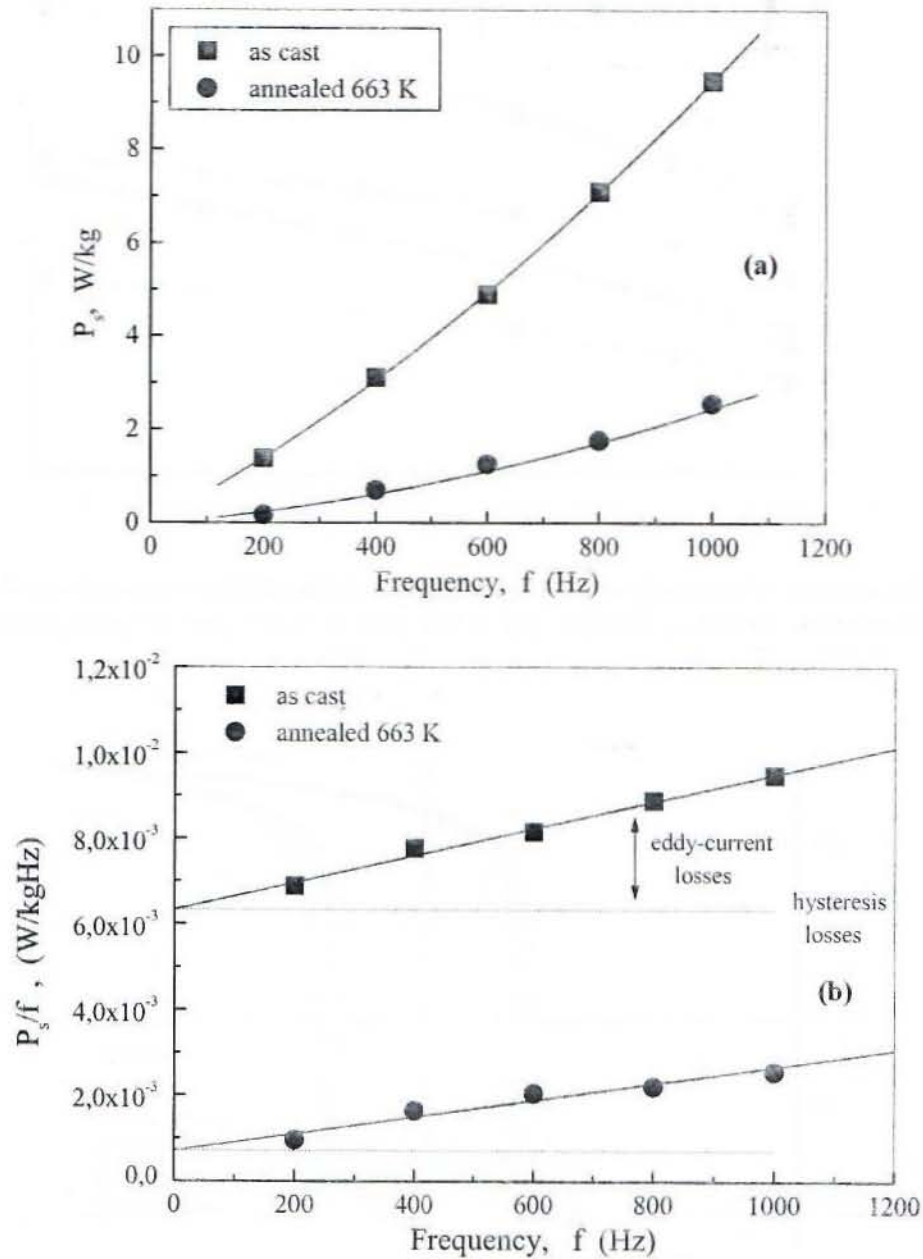 10
8
6
4
2
0
as cast
annealed 663 K
(a)
P_s, W/kg
0 200 400 600 800 1000 1200
Frequency, f (Hz)
1,2x10⁻²
1,0x10⁻²
8,0x10⁻³
6,0x10⁻³
4,0x10⁻³
2,0x10⁻³
0,0
as cast
annealed 663 K
eddy-current
losses
hysteresis
losses
(b)
P_s/f , (W/kgHz)
0 200 400 600 800 1000 1200
Frequency, f (Hz)